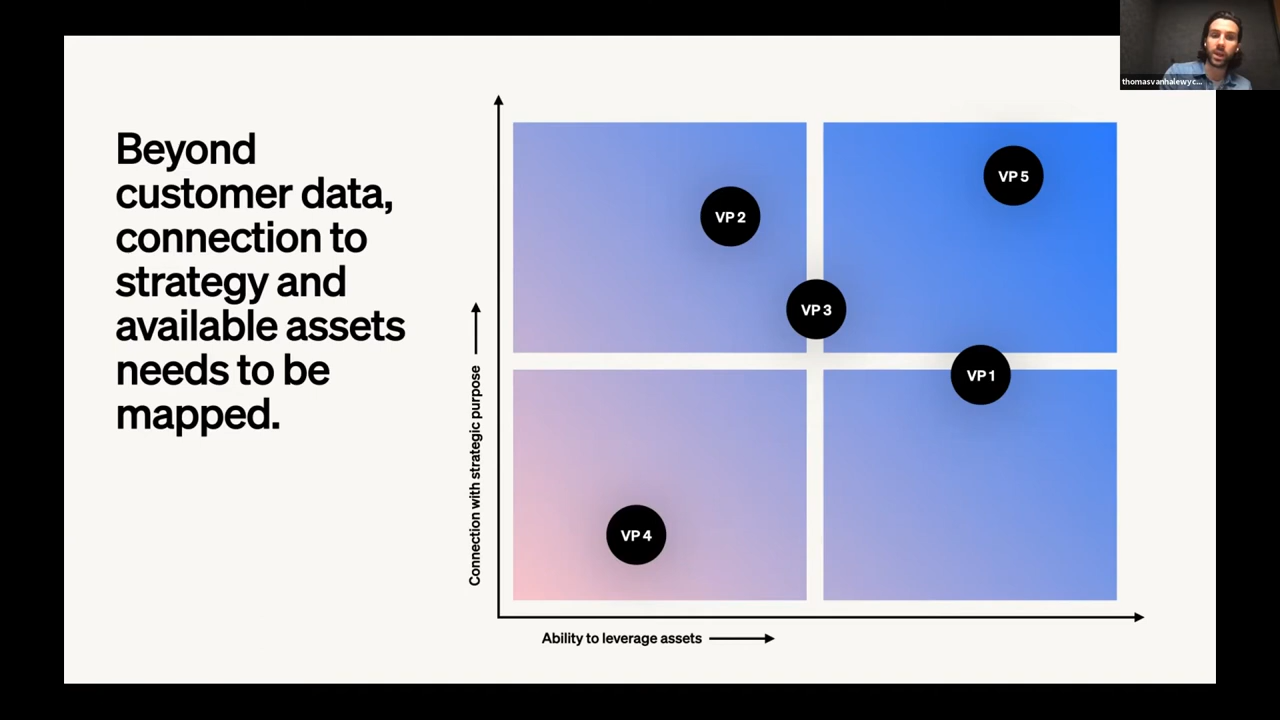 thomasvanhalewyc...
Beyond
customer data,
connection to
strategy and
available assets
needs to be
mapped.
VP 5
VP 2
VP 3
VP 1
VP 4
Connection with strategic purpose
Ability to leverage assets